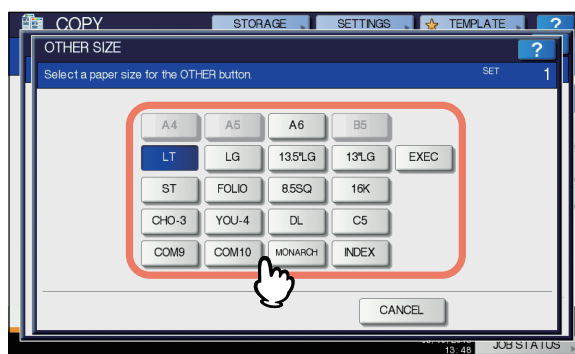 COPY STORAGE SETTINGS TEMPLATE ?
OTHER SIZE ?
Select a paper size for the OTHER button. SET 1
A4 A5 A6 B5
LT LG 13.5"LG 13"LG EXEC
ST FOLIO 8.5SQ 16K
CHO-3 YOU-4 DL C5
COM9 COM10 MONARCH INDEX
CANCEL
13:48 JOB STATUS